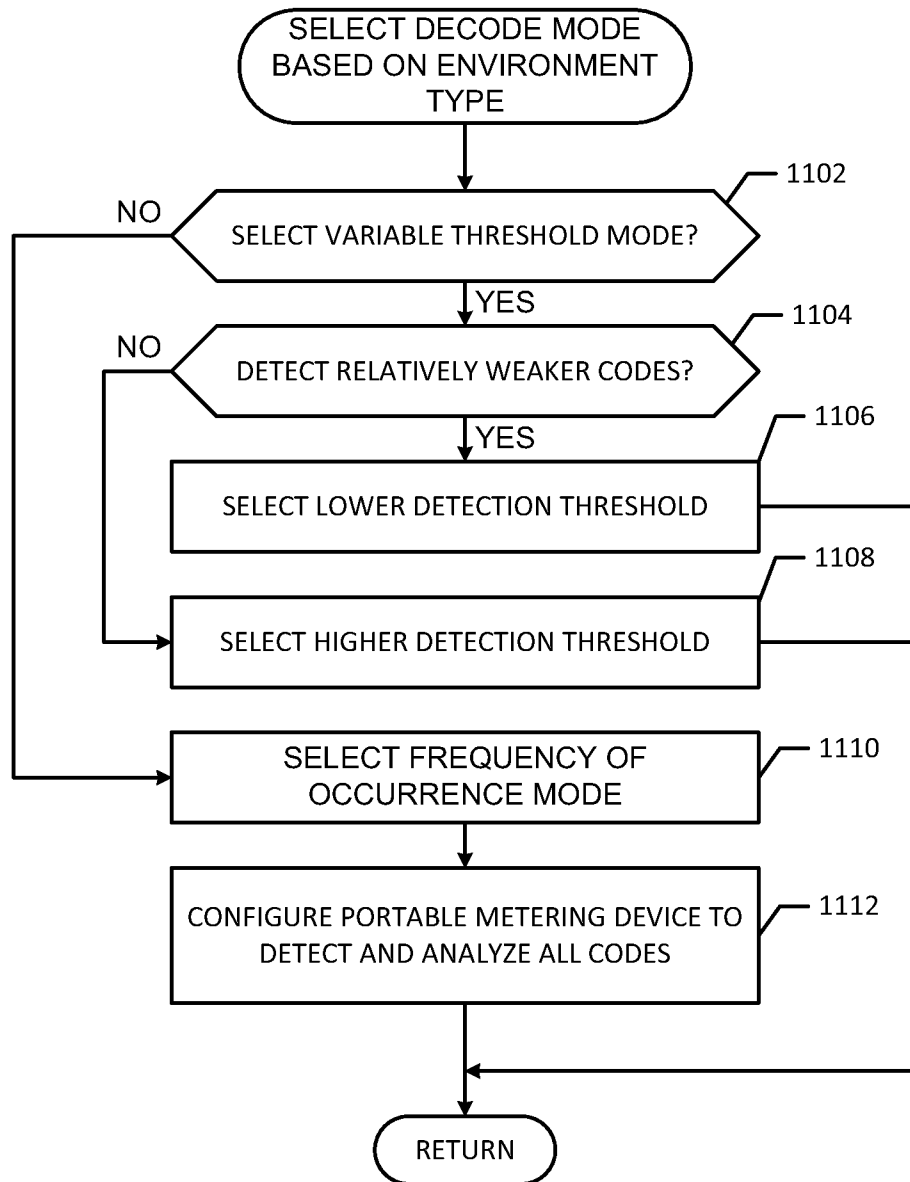 SELECT DECODE MODE
BASED ON ENVIRONMENT
TYPE
1102
NO
SELECT VARIABLE THRESHOLD MODE?
YES
1104
NO
DETECT RELATIVELY WEAKER CODES?
YES
1106
SELECT LOWER DETECTION THRESHOLD
1108
SELECT HIGHER DETECTION THRESHOLD
SELECT FREQUENCY OF
OCCURRENCE MODE
1110
CONFIGURE PORTABLE METERING DEVICE TO
DETECT AND ANALYZE ALL CODES
1112
RETURN